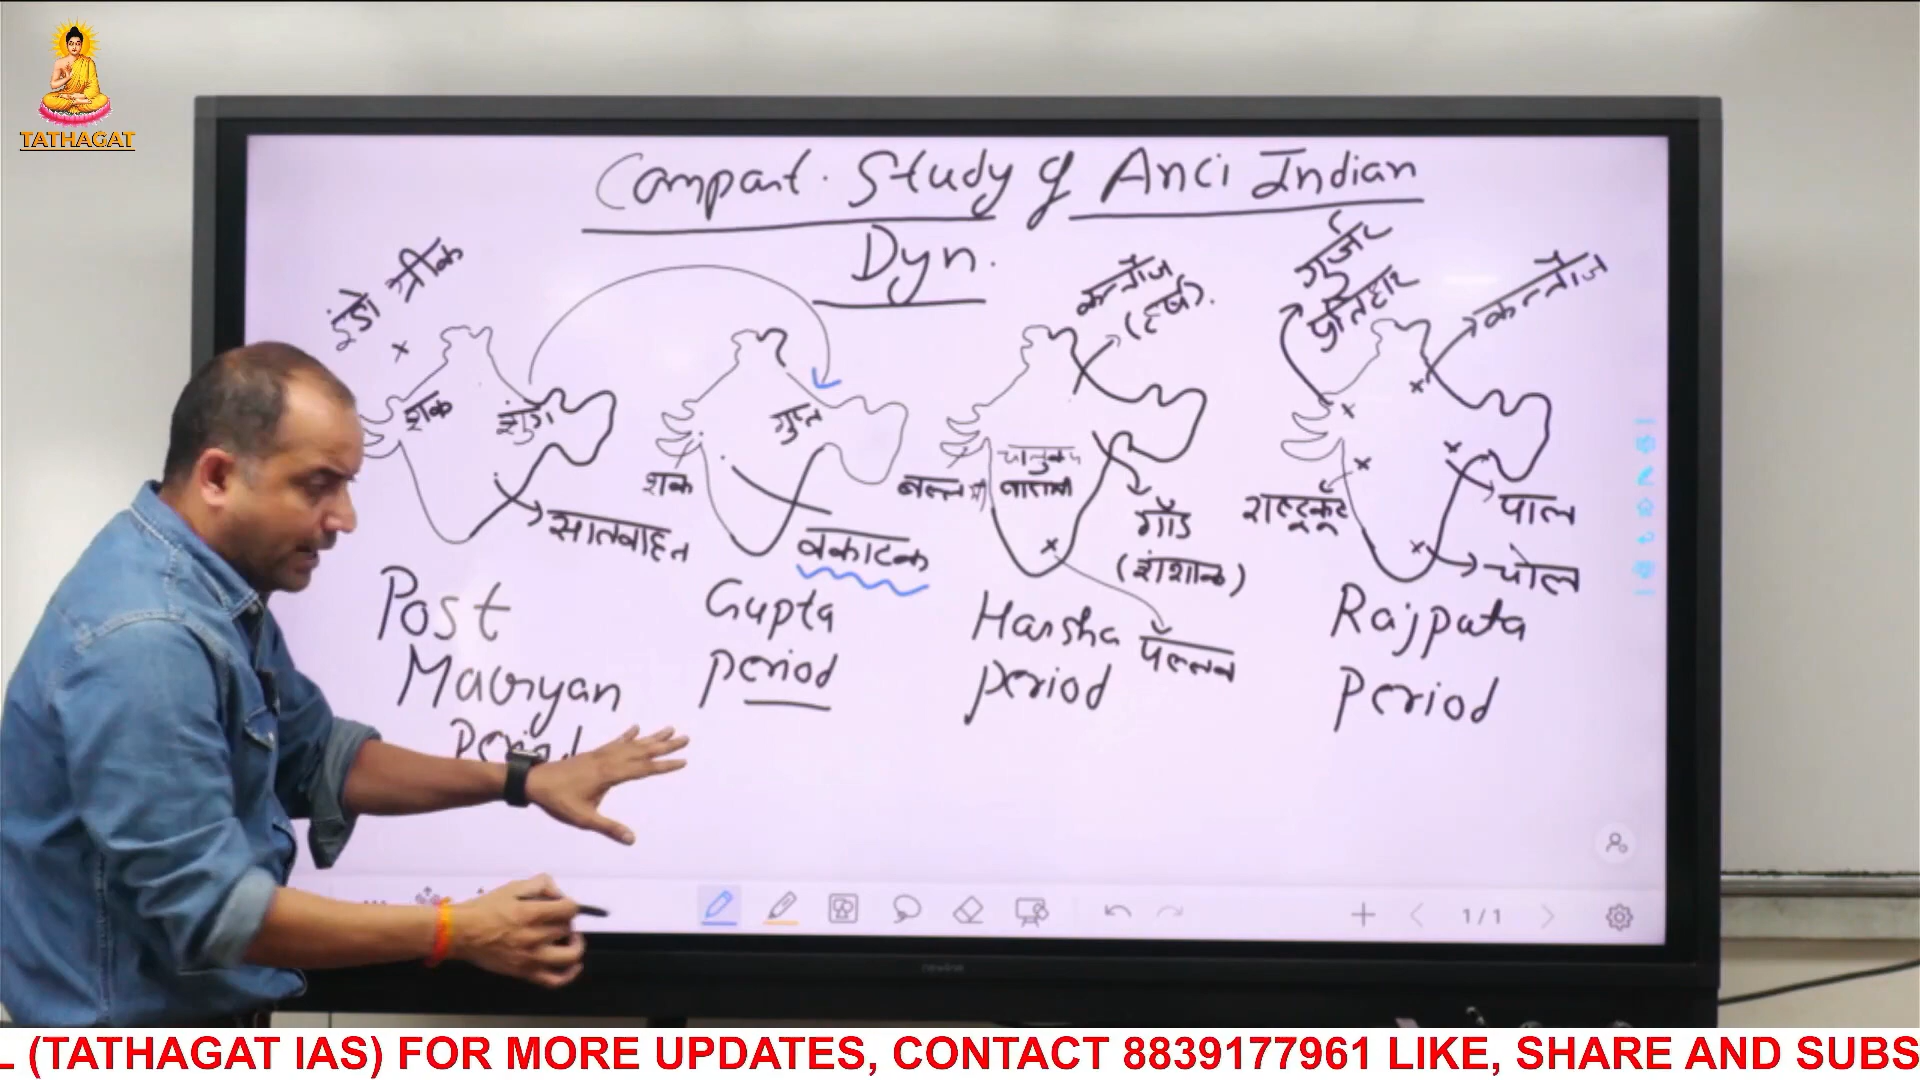 TATHAGAT
Compart. Study of Anci Indian
Dyn.
इंडो ग्रीक
शक
शुंग
सातवाहन
Post
Mauryan
Period
गुप्त
शक
वकाटक
Gupta
period
कन्नौज
(हर्ष).
चालुक्य
बादामी
गौड
(शंशाक)
पल्लव
Harsha
period
गुर्जर
प्रतिहार
कन्नौज
राष्ट्रकूट
पाल
चोल
Rajputa
Period
1/1
newline
L (TATHAGAT IAS) FOR MORE UPDATES, CONTACT 8839177961 LIKE, SHARE AND SUBS